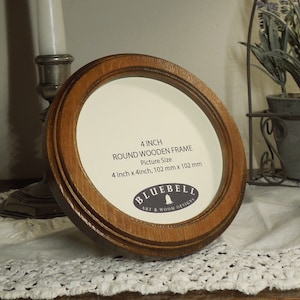 4 INCH
ROUND WOODEN FRAME
Picture Size
4 inch x 4inch, 102 mm x 102 mm
BLUEBELL
ART & WOOD DESIGNS